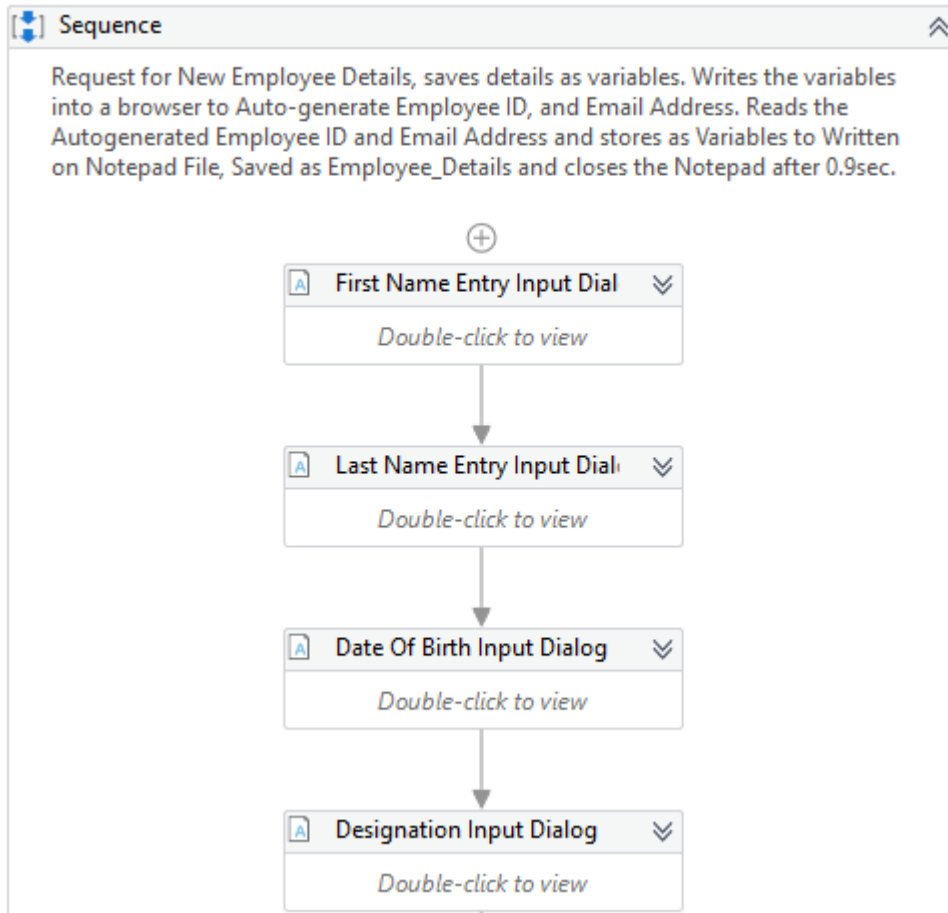 Sequence
Request for New Employee Details, saves details as variables. Writes the variables
into a browser to Auto-generate Employee ID, and Email Address. Reads the
Autogenerated Employee ID and Email Address and stores as Variables to Written
on Notepad File, Saved as Employee_Details and closes the Notepad after 0.9sec.
First Name Entry Input Dial
Double-click to view
Last Name Entry Input Dial
Double-click to view
Date Of Birth Input Dialog
Double-click to view
Designation Input Dialog
Double-click to view